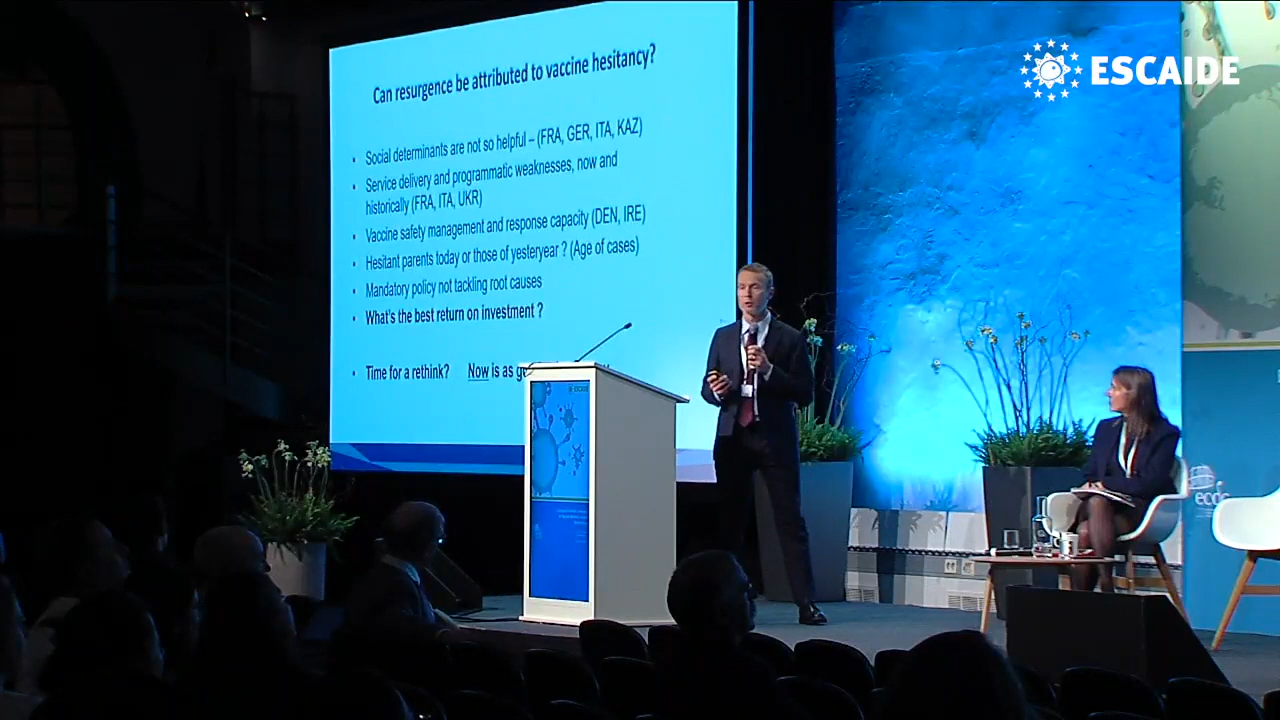 ESCAIDE
Can resurgence be attributed to vaccine hesitancy?
• Social determinants are not so helpful – (FRA, GER, ITA, KAZ)
• Service delivery and programmatic weaknesses, now and
historically (FRA, ITA, UKR)
• Vaccine safety management and response capacity (DEN, IRE)
• Hesitant parents today or those of yesteryear ? (Age of cases)
• Mandatory policy not tackling root causes
• What's the best return on investment ?
• Time for a rethink? Now is as
ESCAIDE
ecdc